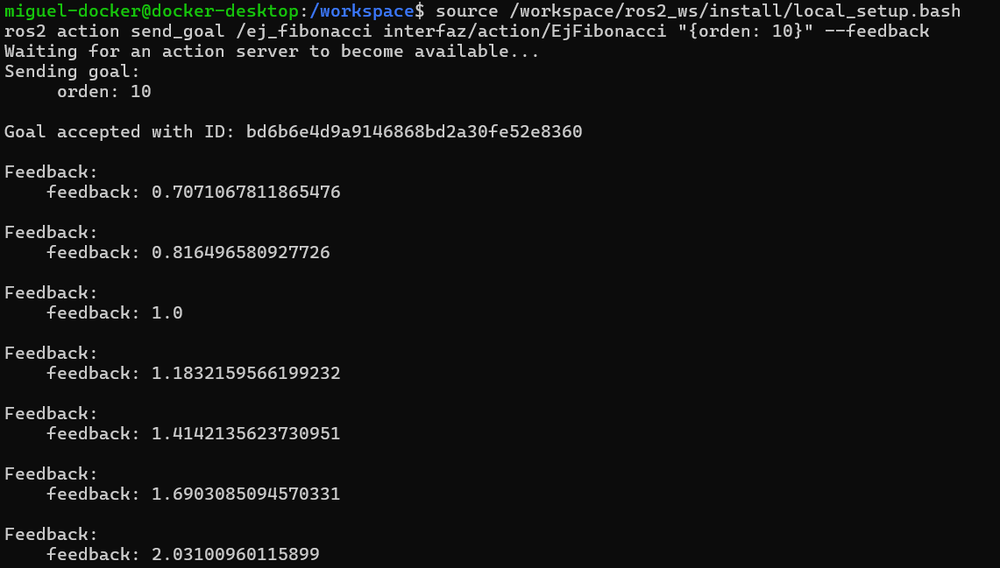 miguel-docker@docker-desktop:/workspace$ source /workspace/ros2_ws/install/local_setup.bash
ros2 action send_goal /ej_fibonacci interfaz/action/EjFibonacci "{orden: 10}" --feedback
Waiting for an action server to become available...
Sending goal:
     orden: 10

Goal accepted with ID: bd6b6e4d9a9146868bd2a30fe52e8360

Feedback:
    feedback: 0.7071067811865476

Feedback:
    feedback: 0.816496580927726

Feedback:
    feedback: 1.0

Feedback:
    feedback: 1.1832159566199232

Feedback:
    feedback: 1.4142135623730951

Feedback:
    feedback: 1.6903085094570331

Feedback:
    feedback: 2.03100960115899